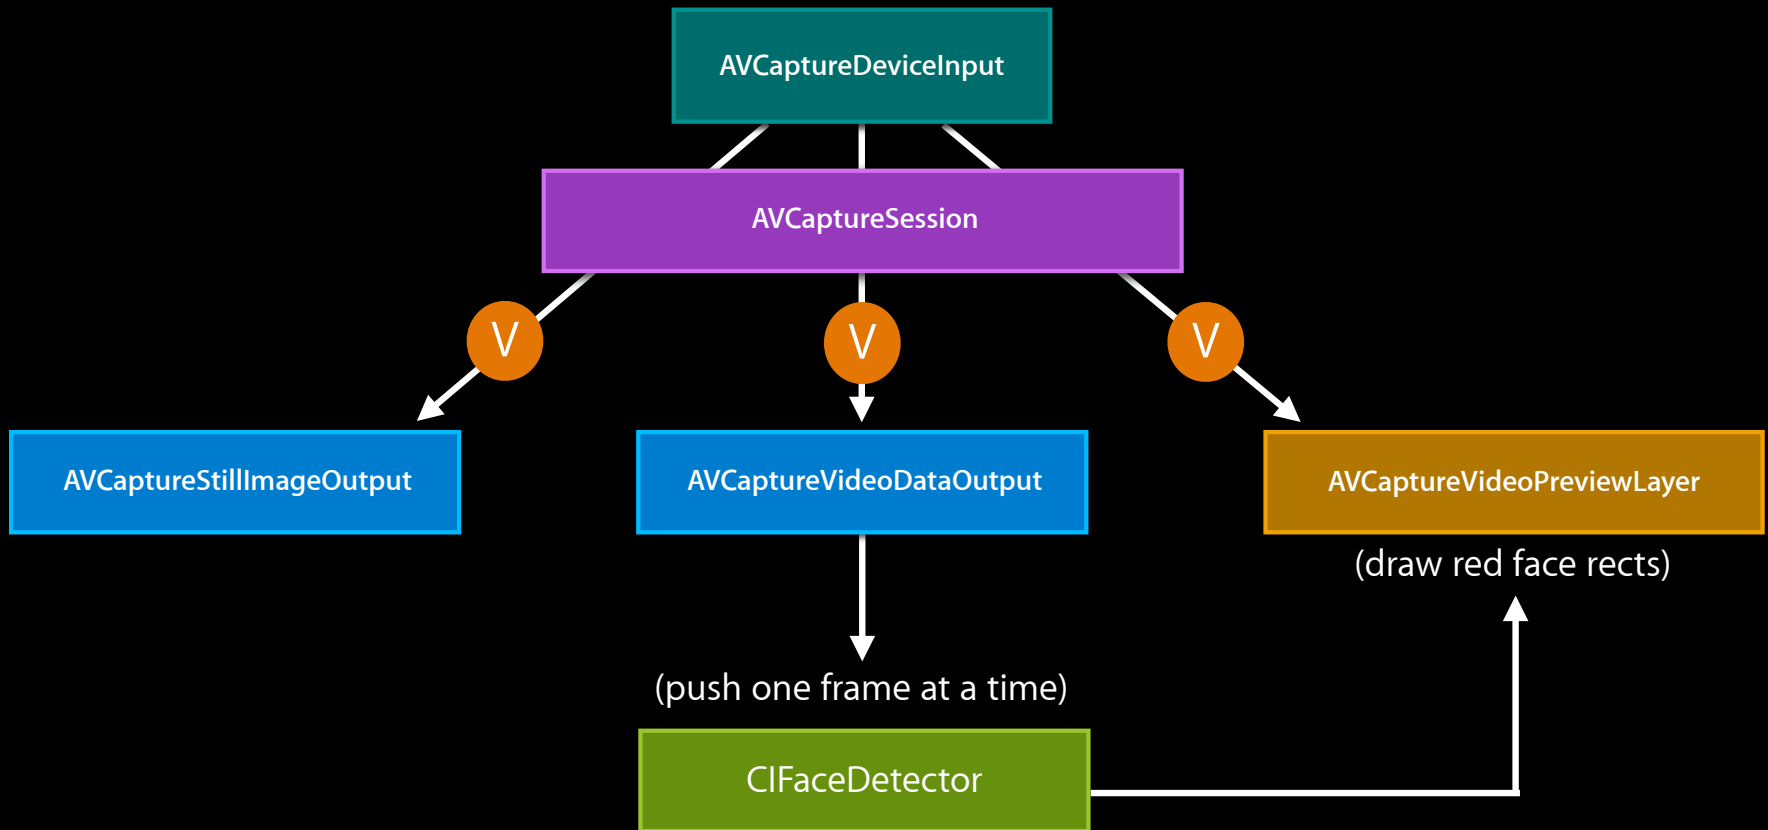 AVCaptureDeviceInput
AVCaptureSession
V
V
V
AVCaptureStillImageOutput
AVCaptureVideoDataOutput
AVCaptureVideoPreviewLayer
(draw red face rects)
(push one frame at a time)
CIFaceDetector